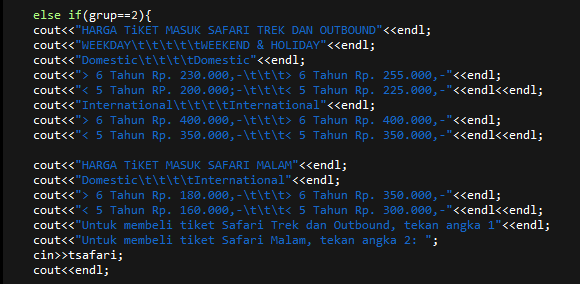 else if(grup==2){
cout<<"HARGA TiKET MASUK SAFARI TREK DAN OUTBOUND"<<endl;
cout<<"WEEKDAY\t\t\t\t\tWEEKEND & HOLIDAY"<<endl;
cout<<"Domestic\t\t\t\tDomestic"<<endl;
cout<<"> 6 Tahun Rp. 230.000,-\t\t\t> 6 Tahun Rp. 255.000,-"<<endl;
cout<<"< 5 Tahun RP. 200.000;-\t\t\t< 5 Tahun Rp. 225.000,-"<<endl<<endl;
cout<<"International\t\t\t\tInternational"<<endl;
cout<<"> 6 Tahun Rp. 400.000,-\t\t\t> 6 Tahun Rp. 400.000,-"<<endl;
cout<<"< 5 Tahun Rp. 350.000,-\t\t\t< 5 Tahun Rp. 350.000,-"<<endl<<endl;
cout<<"HARGA TiKET MASUK SAFARI MALAM"<<endl;
cout<<"Domestic\t\t\t\tInternational"<<endl;
cout<<"> 6 Tahun Rp. 180.000,-\t\t\t> 6 Tahun Rp. 350.000,-"<<endl;
cout<<"< 5 Tahun Rp. 160.000,-\t\t\t< 5 Tahun Rp. 300.000,-"<<endl<<endl;
cout<<"Untuk membeli tiket Safari Trek dan Outbound, tekan angka 1"<<endl;
cout<<"Untuk membeli tiket Safari Malam, tekan angka 2: ";
cin>>tsafari;
cout<<endl;